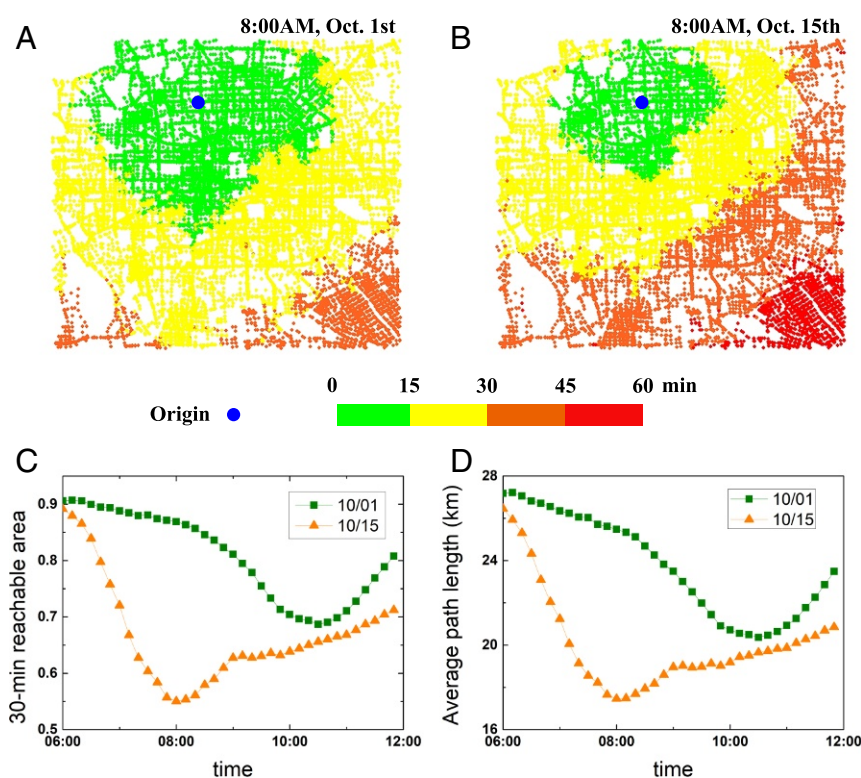 A
8:00AM, Oct. 1st
B
8:00AM, Oct. 15th
0 15 30 45 60 min
Origin
C
0.9
0.8
0.7
0.6
0.5
30-min reachable area
10/01
10/15
06:00 08:00 10:00 12:00
time
D
28
24
20
16
Average path length (km)
10/01
10/15
06:00 08:00 10:00 12:00
time